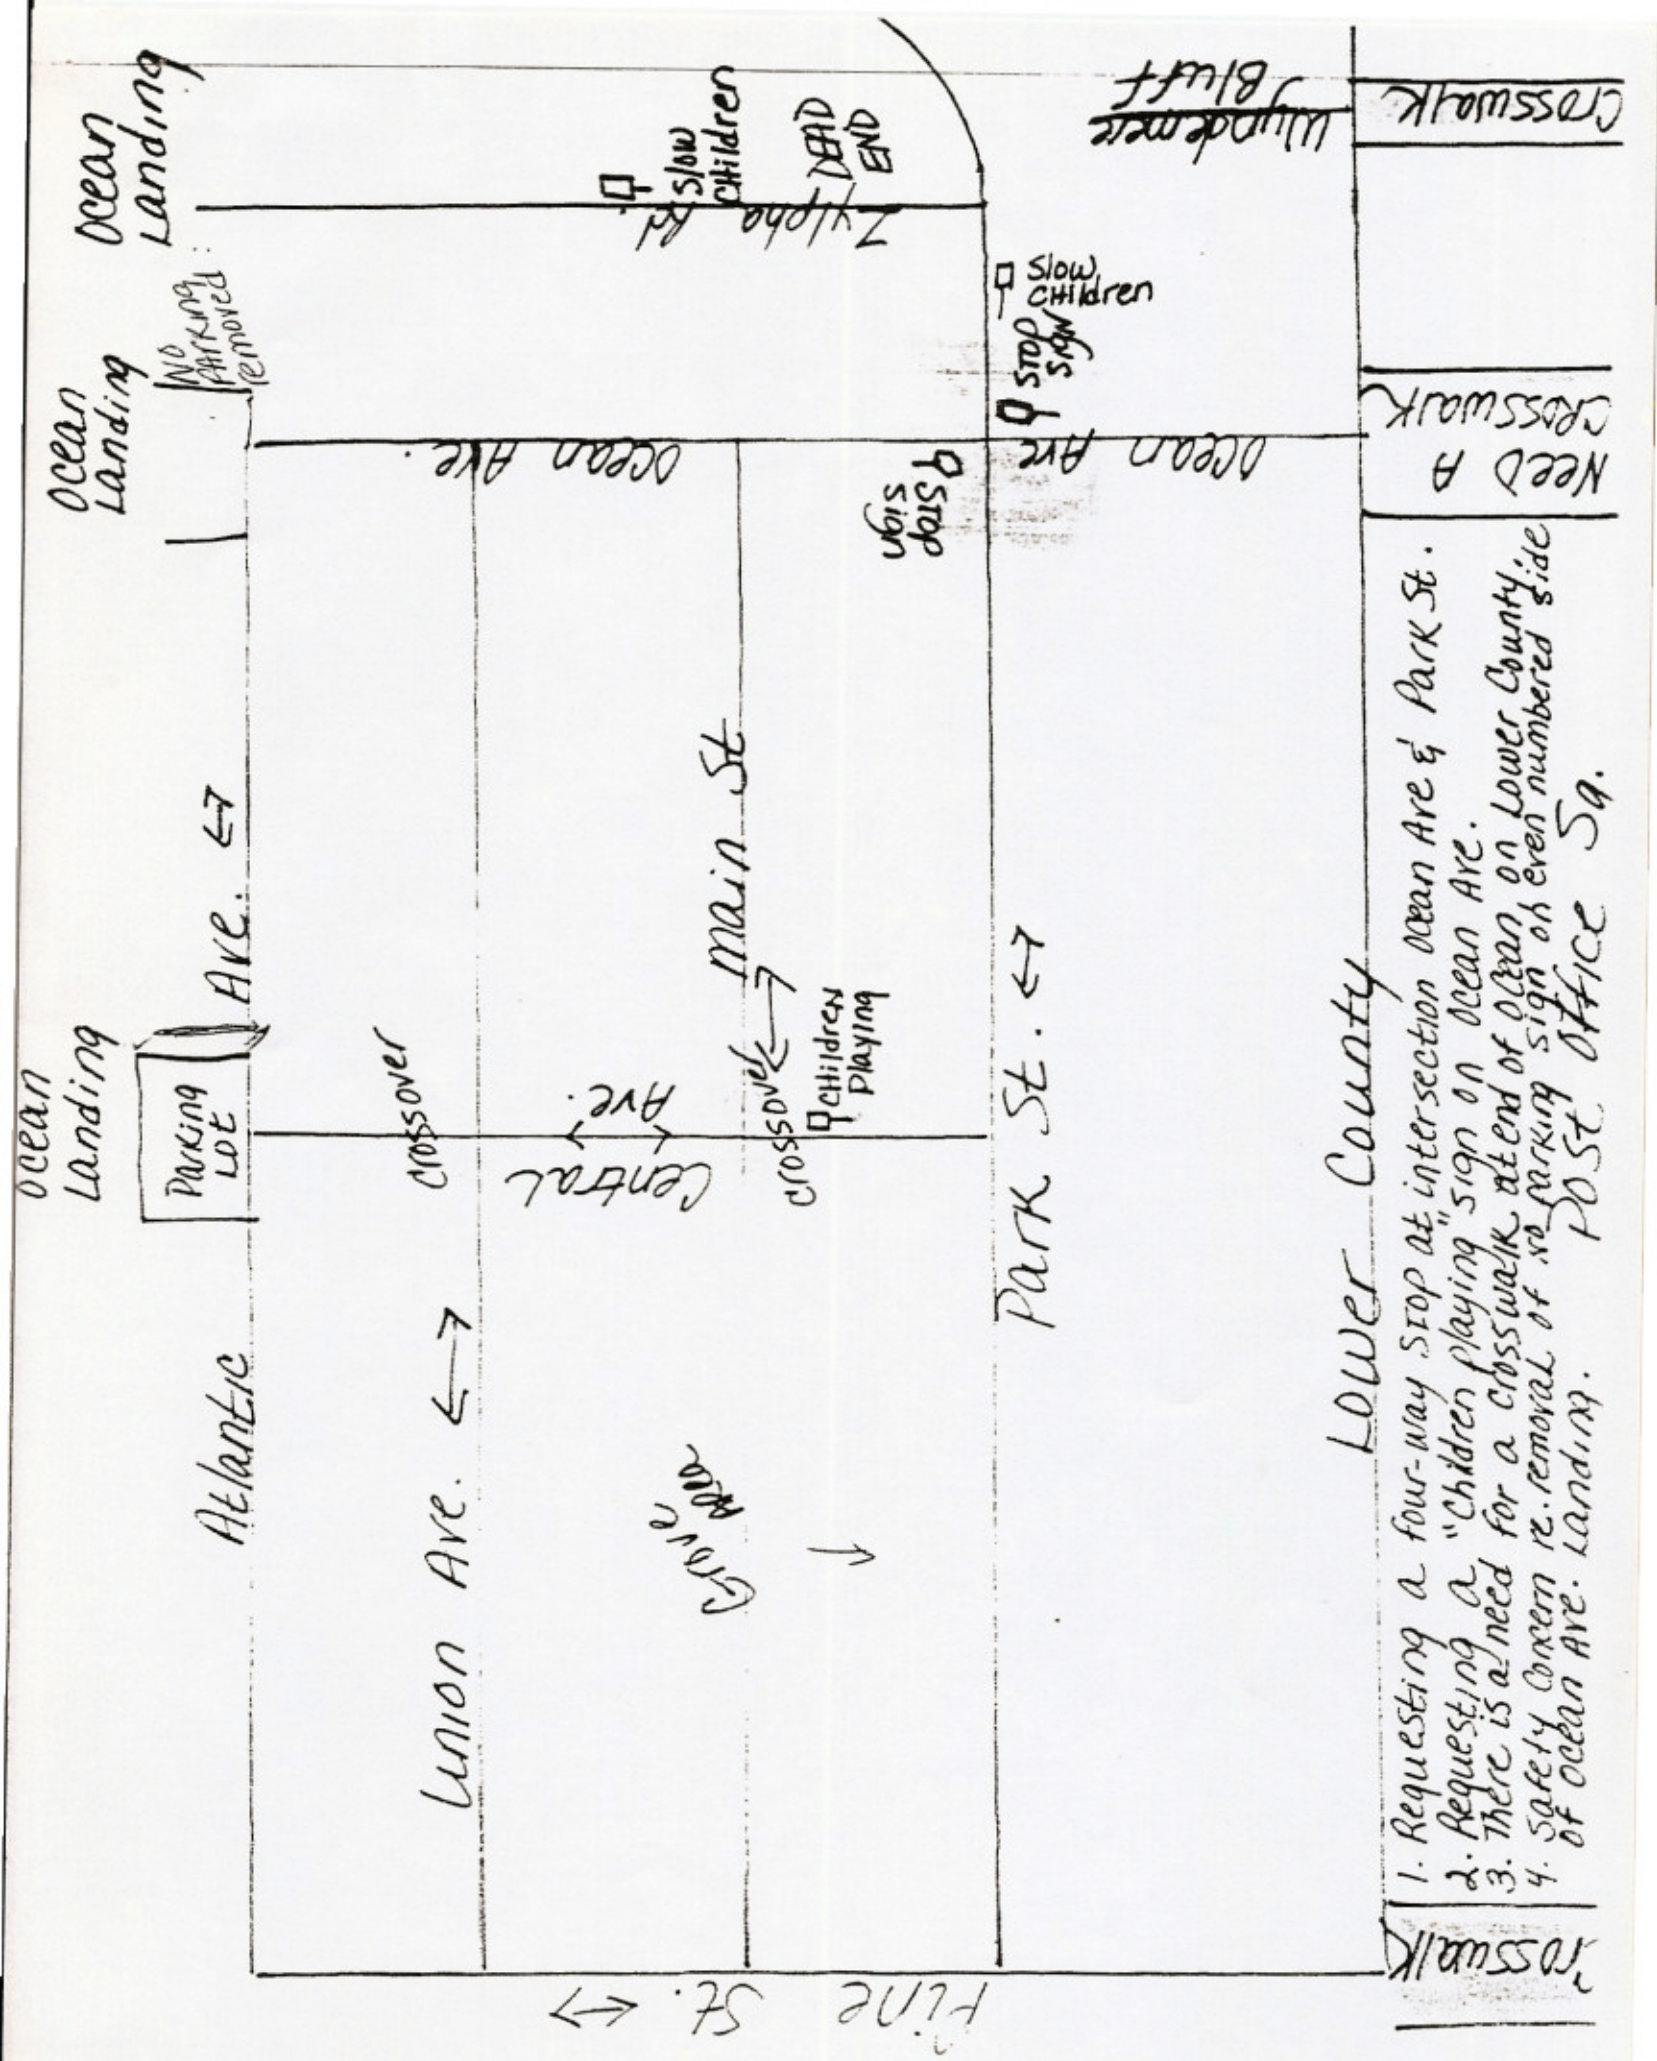 Ocean
Landing
Ocean
Landing
Ocean
Landing
Parking
Lot
NO
PARKING
removed
Atlantic Ave.
Crossover
Union Ave.
Central Ave.
Ocean Ave.
Zylpha Rd.
Slow
CHildren
DEAD
END
Main St
Grove
Area
Crossover
CHildren
Playing
STOP
Sign
Park St.
STOP
Sign
Slow
CHildren
Ocean Ave
Wyndemere
Bluff
Pine St.
Lower County
Crosswalk
Need A
Crosswalk
Crosswalk
1. Requesting a four-way STOP at intersection Ocean Ave & Park St.
2. Requesting a "Children playing" sign on Ocean Ave.
3. There is a need for a crosswalk at end of Ocean on Lower County.
4. Safety Concern re. removal of no parking sign on even numbered side
of Ocean Ave. Landing.
Post Office Sq.